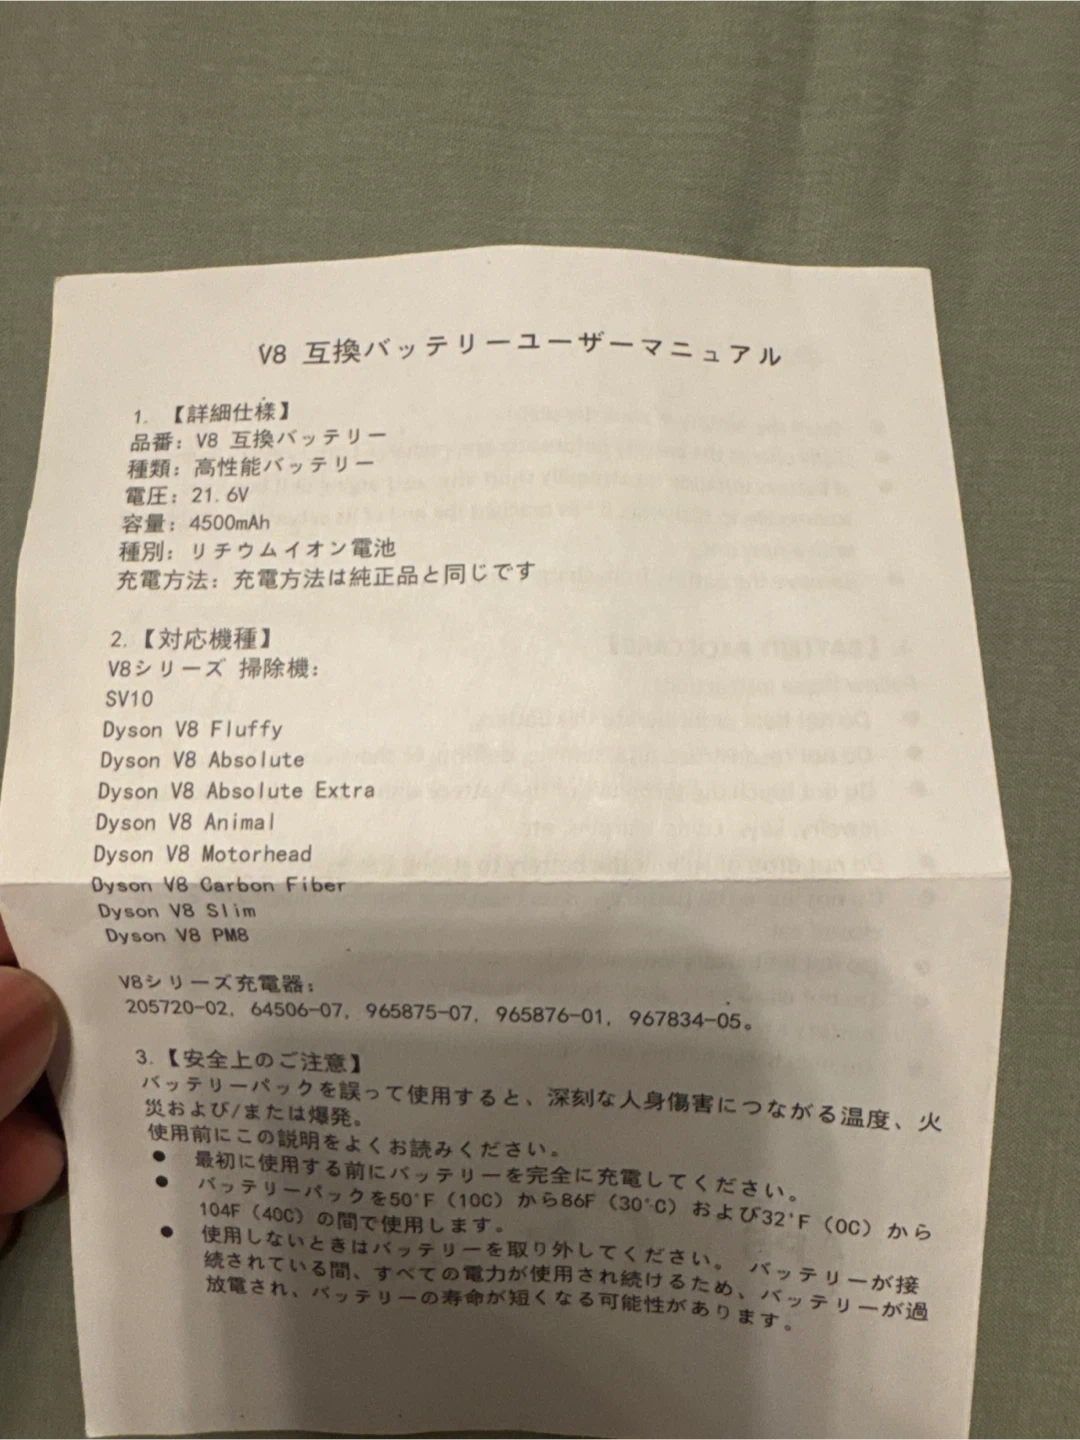 V8 互換バッテリーユーザーマニュアル
1. 【詳細仕様】
品番: V8 互換バッテリー
種類: 高性能バッテリー
電圧: 21.6V
容量: 4500mAh
種別: リチウムイオン電池
充電方法: 充電方法は純正品と同じです
2.【対応機種】
V8シリーズ 掃除機:
SV10
Dyson V8 Fluffy
Dyson V8 Absolute
Dyson V8 Absolute Extra
Dyson V8 Animal
Dyson V8 Motorhead
Dyson V8 Carbon Fiber
Dyson V8 Slim
Dyson V8 PM8
V8シリーズ充電器:
205720-02, 64506-07, 965875-07, 965876-01, 967834-05。
3.【安全上のご注意】
バッテリーパックを誤って使用すると、深刻な人身傷害につながる温度、火
災および/または爆発。
使用前にこの説明をよくお読みください。
● 最初に使用する前にバッテリーを完全に充電してください。
● バッテリーパックを50°F (10C) から86F (30°C) および32°F (0C) から
104F (40C) の間で使用します。
● 使用しないときはバッテリーを取り外してください。 バッテリーが接
続されている間、すべての電力が使用され続けるため、バッテリーが過
放電され、バッテリーの寿命が短くなる可能性があります。